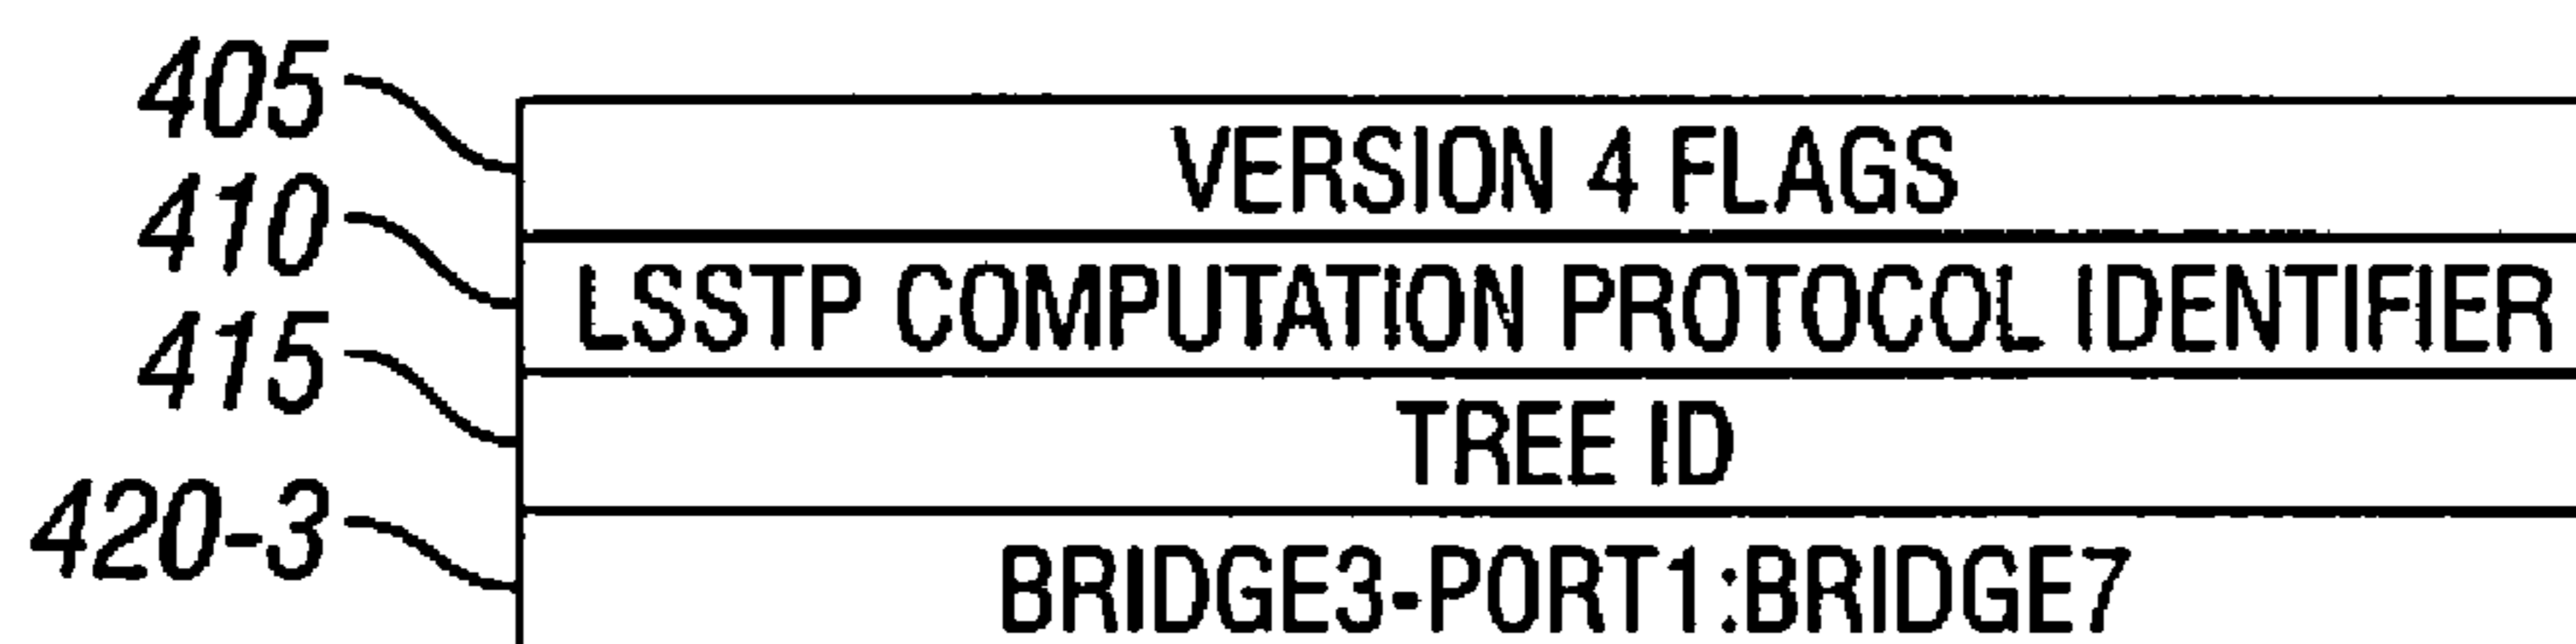 405 VERSION 4 FLAGS
410 LSSTP COMPUTATION PROTOCOL IDENTIFIER
415 TREE ID
420-3 BRIDGE3-PORT1:BRIDGE7